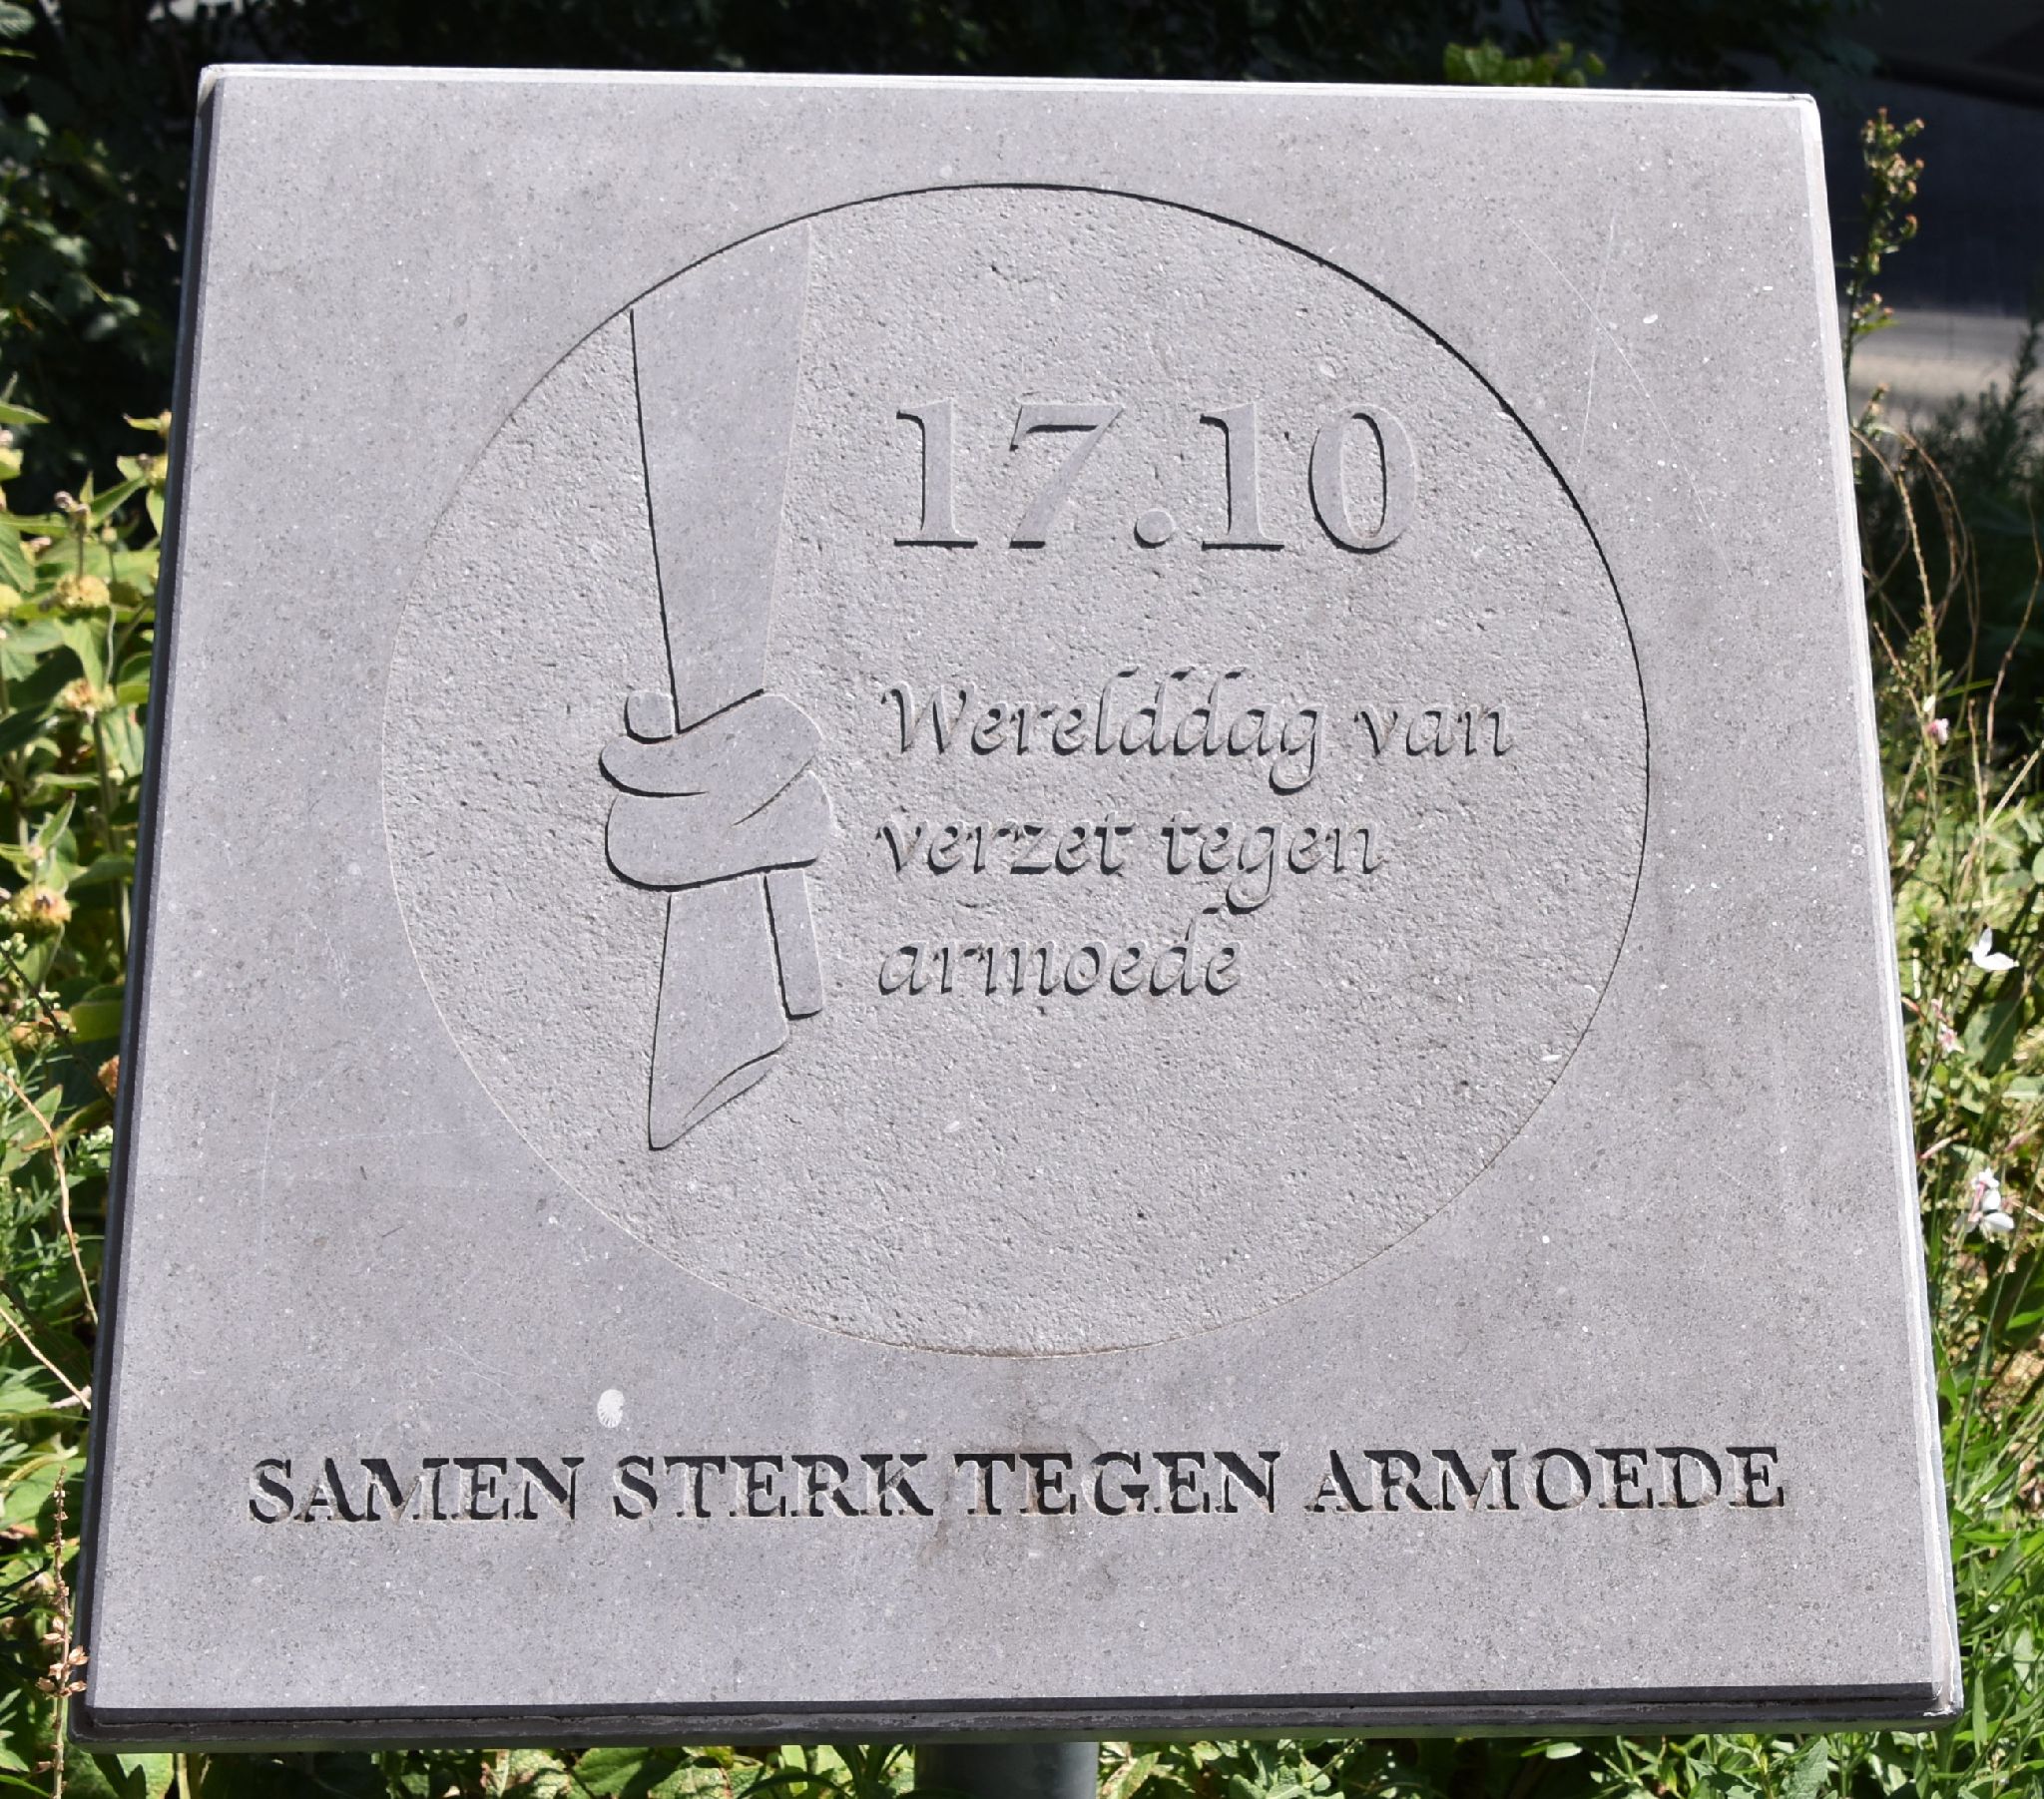 17.10
Werelddag van
verzet tegen
armoede
SAMEN STERK TEGEN ARMOEDE